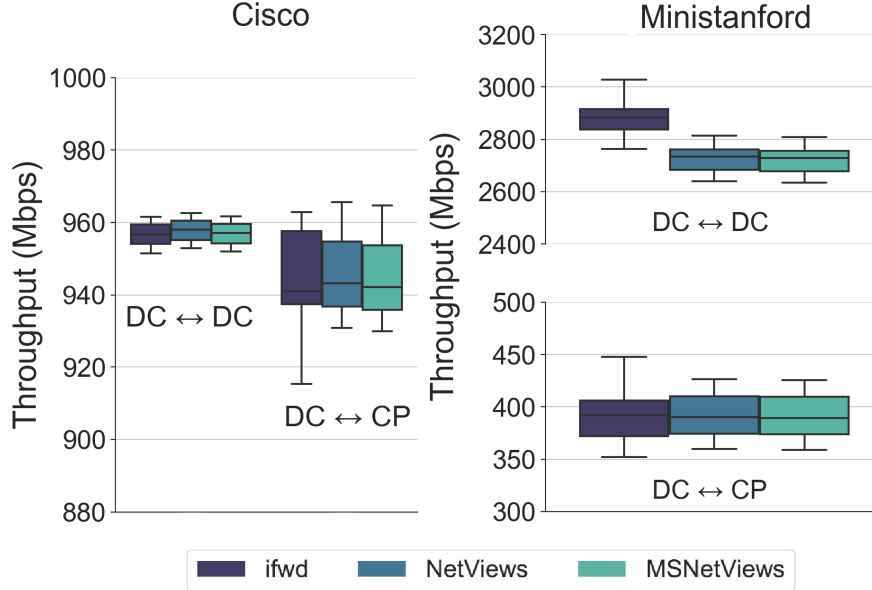 Cisco
Throughput (Mbps)
1000
980
960
940
920
900
880
DC ↔ DC
DC ↔ CP
Ministanford
Throughput (Mbps)
3200
3000
2800
2600
2400
DC ↔ DC
500
450
400
350
300
DC ↔ CP
ifwd NetViews MSNetViews